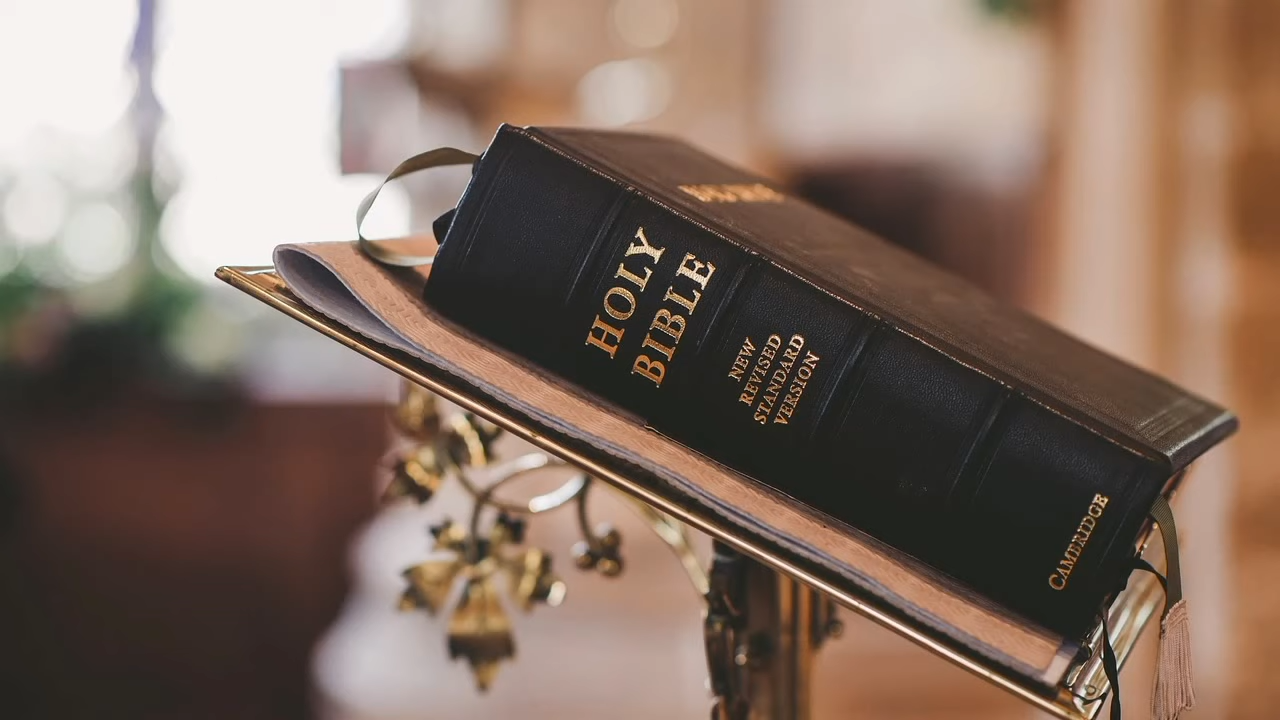 HOLY
BIBLE
NEW
REVISED
STANDARD
VERSION
CAMBRIDGE